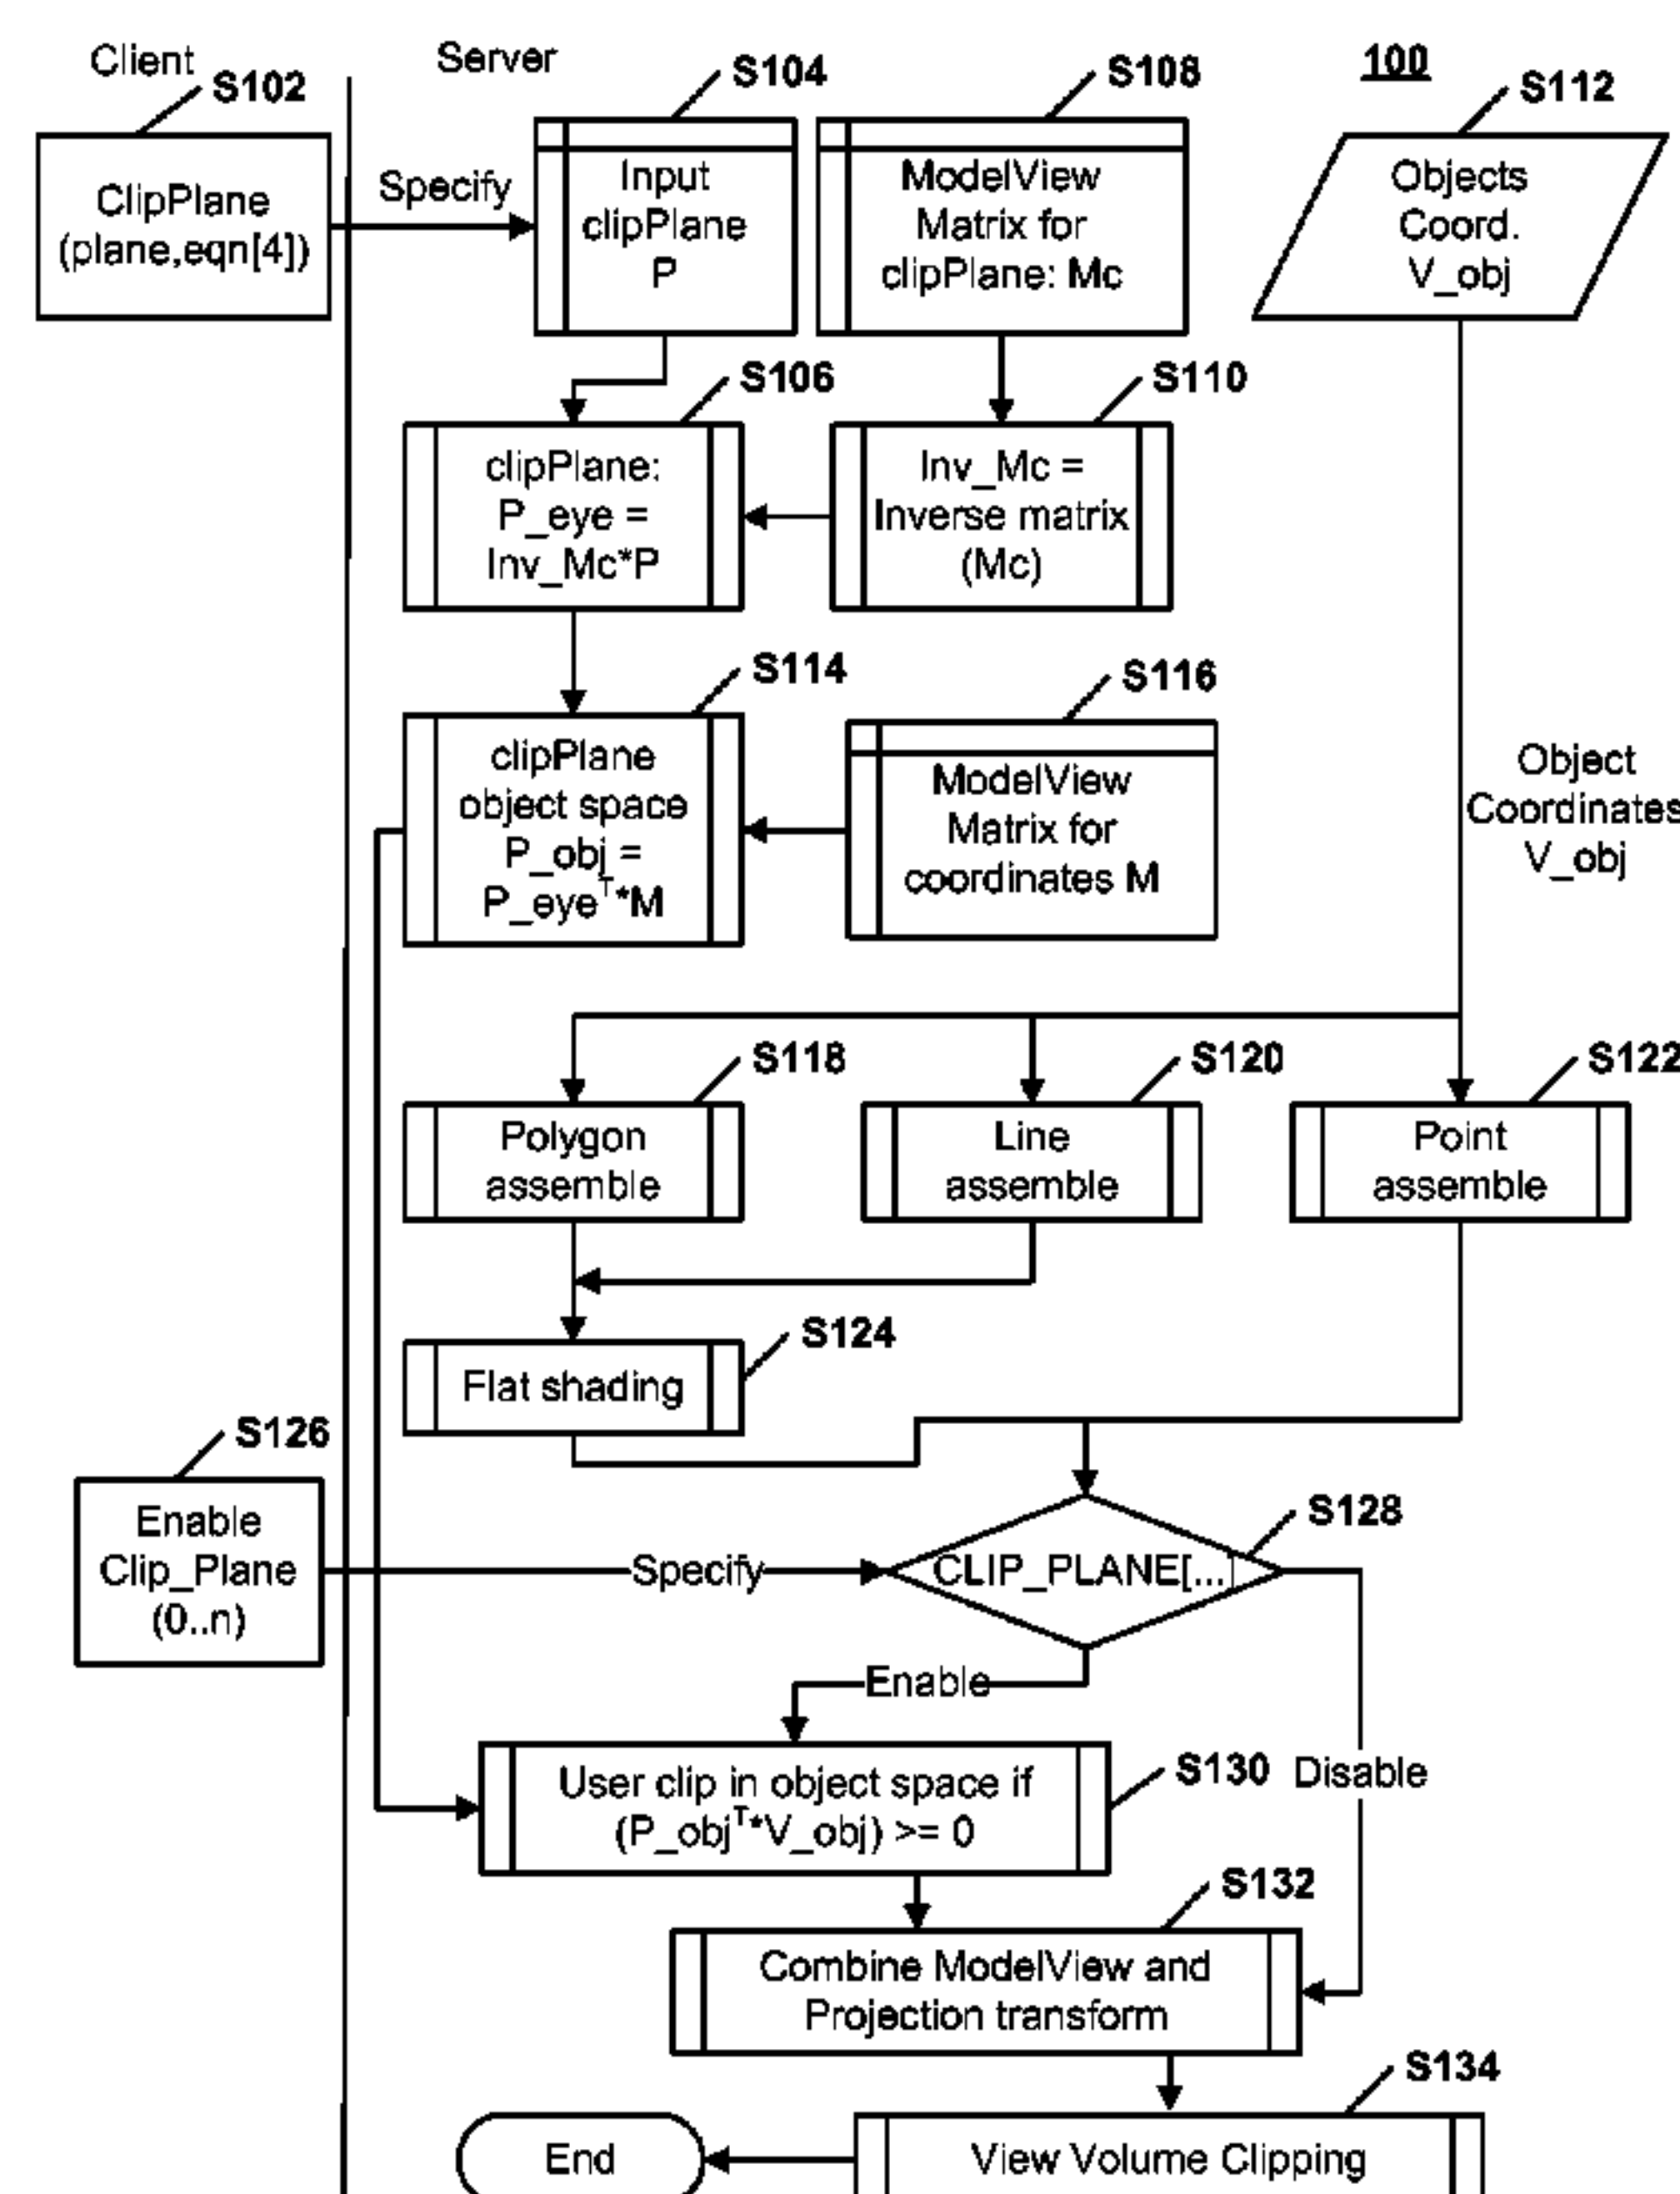 Client
Server
100
S102
S104
S108
S112
ClipPlane
(plane,eqn[4])
Specify
Input
clipPlane
P
ModelView
Matrix for
clipPlane: Mc
Objects
Coord.
V_obj
S106
S110
clipPlane:
P_eye =
Inv_Mc*P
Inv_Mc =
Inverse matrix
(Mc)
S114
S116
clipPlane
object space
P_obj =
P_eyeᵀ*M
ModelView
Matrix for
coordinates M
Object
Coordinates
V_obj
S118
S120
S122
Polygon
assemble
Line
assemble
Point
assemble
S124
Flat shading
S126
Enable
Clip_Plane
(0..n)
Specify
S128
CLIP_PLANE[...]
Enable
Disable
S130
User clip in object space if
(P_objᵀ*V_obj) >= 0
S132
Combine ModelView and
Projection transform
S134
View Volume Clipping
End